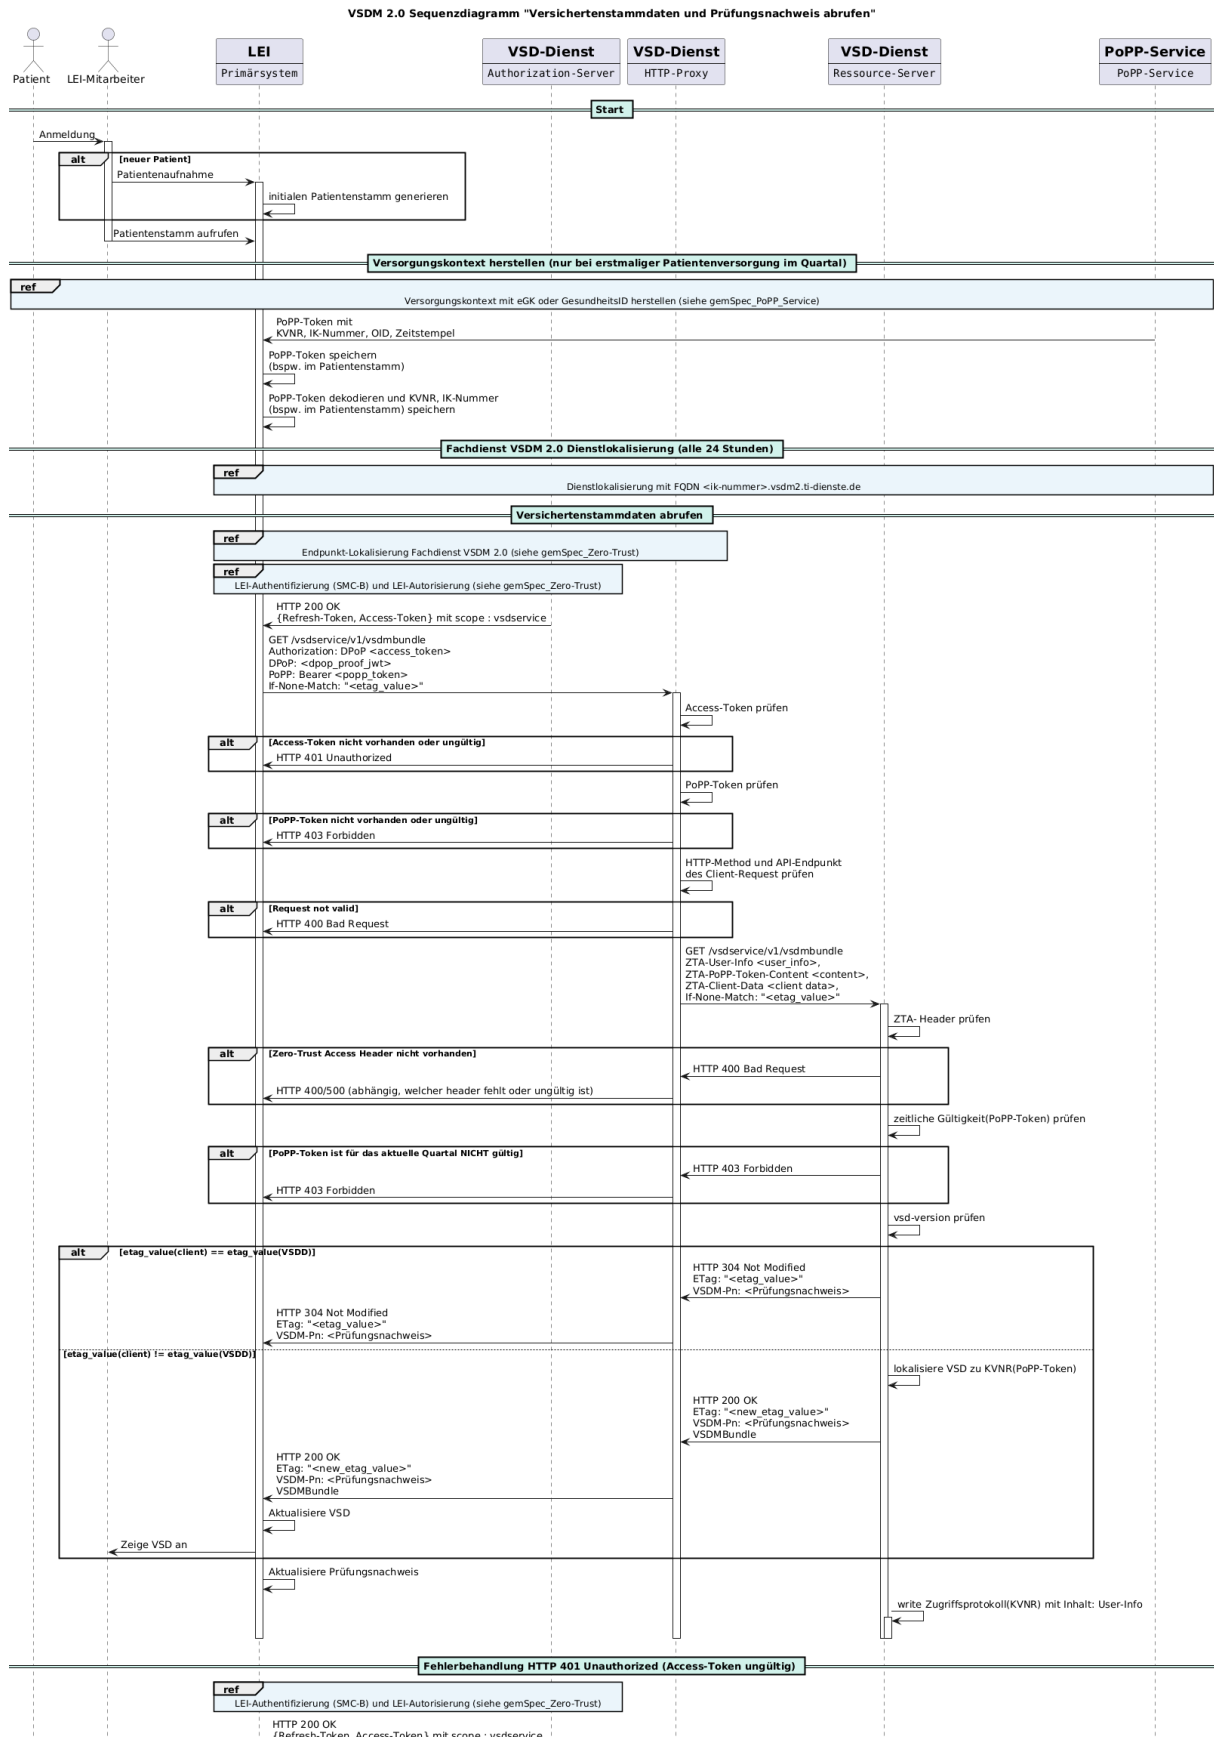 VSDM 2.0 Sequenzdiagramm "Versichertenstammdaten und Prüfungsnachweis abrufen"
Patient
LEI-Mitarbeiter
LEI
Primärsystem
VSD-Dienst
Authorization-Server
VSD-Dienst
HTTP-Proxy
VSD-Dienst
Ressource-Server
PoPP-Service
PoPP-Service
Start
Anmeldung
alt [neuer Patient]
Patientenaufnahme
initialen Patientenstamm generieren
Patientenstamm aufrufen
Versorgungskontext herstellen (nur bei erstmaliger Patientenversorgung im Quartal)
ref
Versorgungskontext mit eGK oder GesundheitsID herstellen (siehe gemSpec_PoPP_Service)
PoPP-Token mit
KVNR, IK-Nummer, OID, Zeitstempel
PoPP-Token speichern
(bspw. im Patientenstamm)
PoPP-Token dekodieren und KVNR, IK-Nummer
(bspw. im Patientenstamm) speichern
Fachdienst VSDM 2.0 Dienstlokalisierung (alle 24 Stunden)
ref
Dienstlokalisierung mit FQDN <ik-nummer>.vsdm2.ti-dienste.de
Versichertenstammdaten abrufen
ref
Endpunkt-Lokalisierung Fachdienst VSDM 2.0 (siehe gemSpec_Zero-Trust)
ref
LEI-Authentifizierung (SMC-B) und LEI-Autorisierung (siehe gemSpec_Zero-Trust)
HTTP 200 OK
{Refresh-Token, Access-Token} mit scope : vsdservice
GET /vsdservice/v1/vsdmbundle
Authorization: DPoP <access_token>
DPoP: <dpop_proof_jwt>
PoPP: Bearer <popp_token>
If-None-Match: "<etag_value>"
Access-Token prüfen
alt [Access-Token nicht vorhanden oder ungültig]
HTTP 401 Unauthorized
PoPP-Token prüfen
alt [PoPP-Token nicht vorhanden oder ungültig]
HTTP 403 Forbidden
HTTP-Method und API-Endpunkt
des Client-Request prüfen
alt [Request not valid]
HTTP 400 Bad Request
GET /vsdservice/v1/vsdmbundle
ZTA-User-Info <user_info>,
ZTA-PoPP-Token-Content <content>,
ZTA-Client-Data <client data>,
If-None-Match: "<etag_value>"
ZTA- Header prüfen
alt [Zero-Trust Access Header nicht vorhanden]
HTTP 400 Bad Request
HTTP 400/500 (abhängig, welcher header fehlt oder ungültig ist)
zeitliche Gültigkeit(PoPP-Token) prüfen
alt [PoPP-Token ist für das aktuelle Quartal NICHT gültig]
HTTP 403 Forbidden
HTTP 403 Forbidden
vsd-version prüfen
alt [etag_value(client) == etag_value(VSDD)]
HTTP 304 Not Modified
ETag: "<etag_value>"
VSDM-Pn: <Prüfungsnachweis>
HTTP 304 Not Modified
ETag: "<etag_value>"
VSDM-Pn: <Prüfungsnachweis>
[etag_value(client) != etag_value(VSDD)]
lokalisiere VSD zu KVNR(PoPP-Token)
HTTP 200 OK
ETag: "<new_etag_value>"
VSDM-Pn: <Prüfungsnachweis>
VSDMBundle
HTTP 200 OK
ETag: "<new_etag_value>"
VSDM-Pn: <Prüfungsnachweis>
VSDMBundle
Aktualisiere VSD
Zeige VSD an
Aktualisiere Prüfungsnachweis
write Zugriffsprotokoll(KVNR) mit Inhalt: User-Info
Fehlerbehandlung HTTP 401 Unauthorized (Access-Token ungültig)
ref
LEI-Authentifizierung (SMC-B) und LEI-Autorisierung (siehe gemSpec_Zero-Trust)
HTTP 200 OK
{Refresh-Token, Access-Token} mit scope : vsdservice